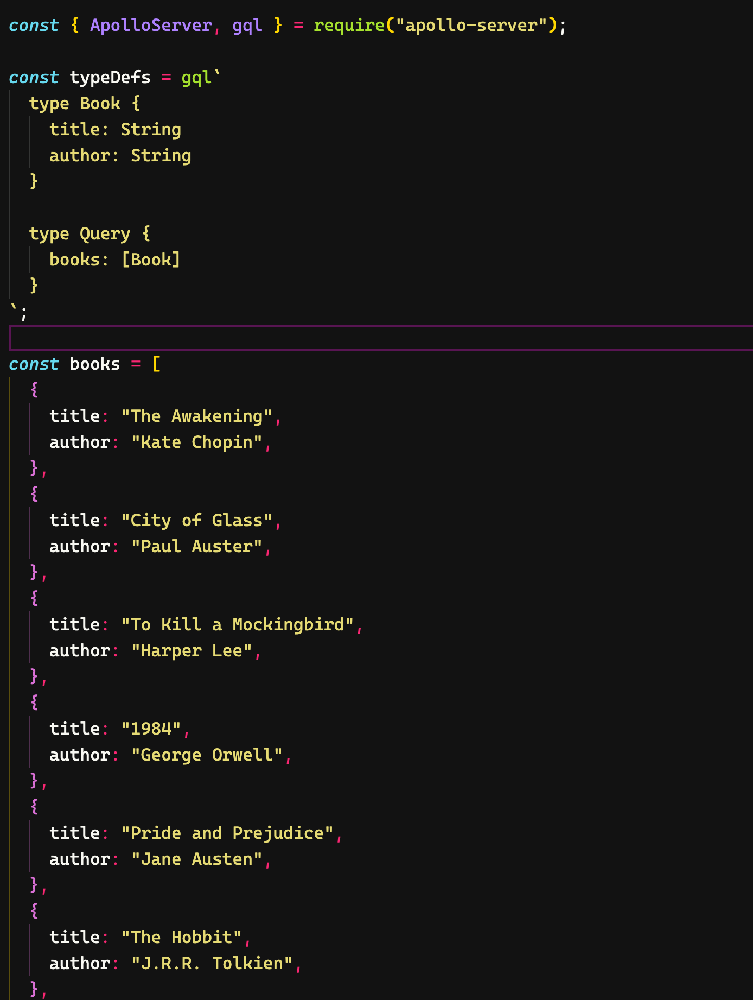 const { ApolloServer, gql } = require("apollo-server");

const typeDefs = gql`
  type Book {
    title: String
    author: String
  }

  type Query {
    books: [Book]
  }
`;

const books = [
  {
    title: "The Awakening",
    author: "Kate Chopin",
  },
  {
    title: "City of Glass",
    author: "Paul Auster",
  },
  {
    title: "To Kill a Mockingbird",
    author: "Harper Lee",
  },
  {
    title: "1984",
    author: "George Orwell",
  },
  {
    title: "Pride and Prejudice",
    author: "Jane Austen",
  },
  {
    title: "The Hobbit",
    author: "J.R.R. Tolkien",
  },